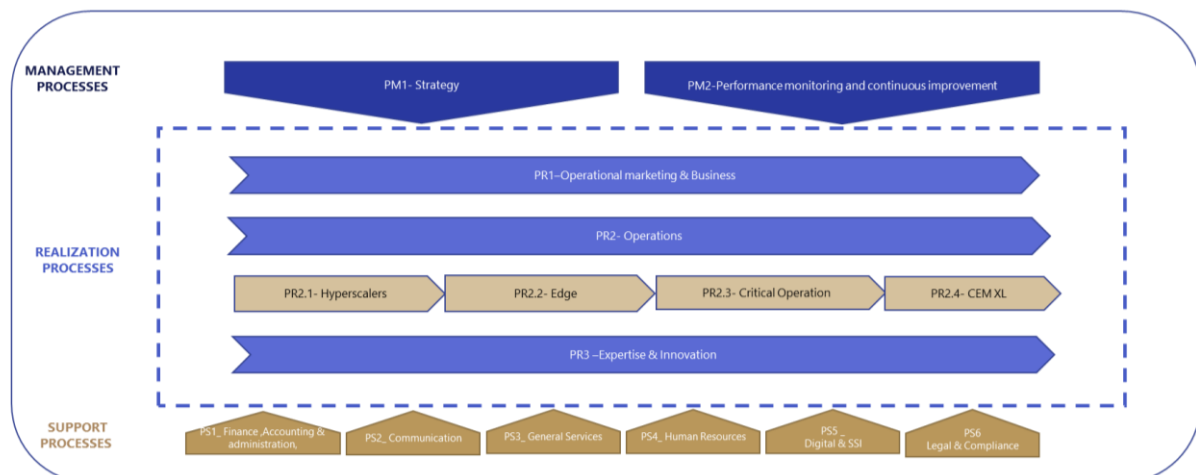 MANAGEMENT
PROCESSES
PM1- Strategy
PM2-Performance monitoring and continuous improvement
REALIZATION
PROCESSES
PR1–Operational marketing & Business
PR2- Operations
PR2.1- Hyperscalers
PR2.2- Edge
PR2.3- Critical Operation
PR2.4- CEM XL
PR3 –Expertise & Innovation
SUPPORT
PROCESSES
PS1_ Finance ,Accounting &
administration,
PS2_ Communication
PS3_ General Services
PS4_ Human Resources
PS5_
Digital & SSI
PS6
Legal & Compliance